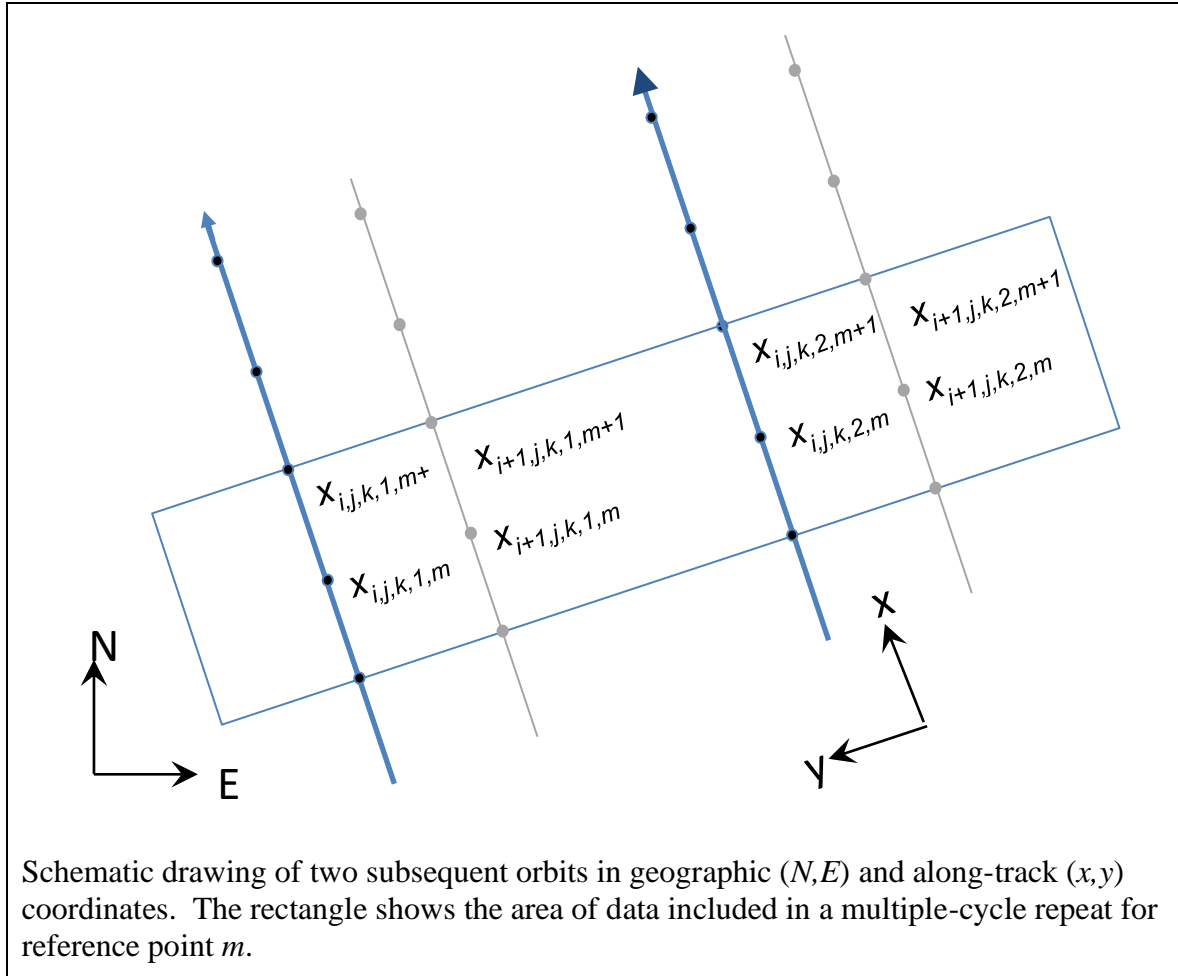 x_{i+1,j,k,2,m+1}
x_{i,j,k,2,m+1}
x_{i+1,j,k,2,m}
x_{i,j,k,2,m}
x_{i+1,j,k,1,m+1}
x_{i,j,k,1,m+}
x_{i+1,j,k,1,m}
x_{i,j,k,1,m}
x
N
y
E
Schematic drawing of two subsequent orbits in geographic (N,E) and along-track (x,y)
coordinates. The rectangle shows the area of data included in a multiple-cycle repeat for
reference point m.